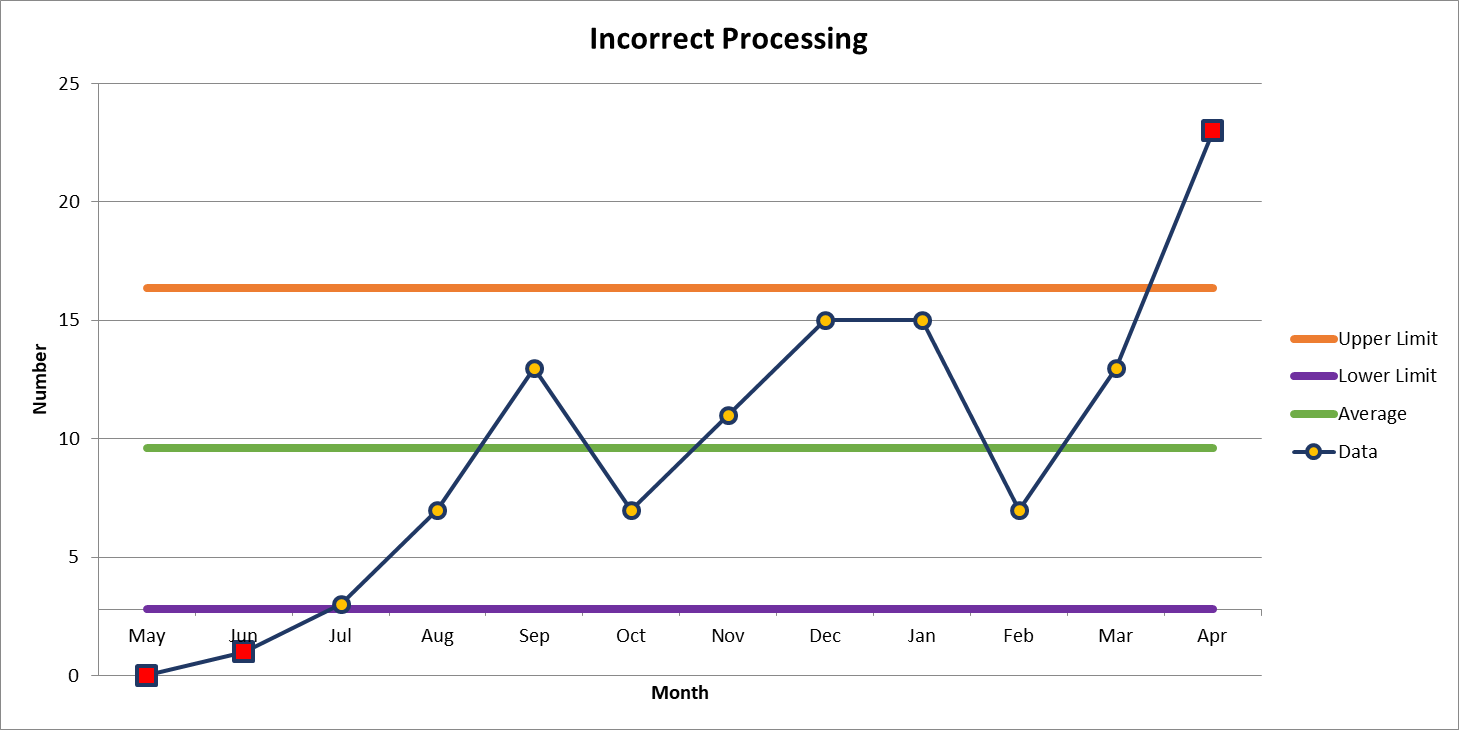 Incorrect Processing
25
20
15
10
5
0
Number
May Jun Jul Aug Sep Oct Nov Dec Jan Feb Mar Apr
Month
Upper Limit
Lower Limit
Average
Data